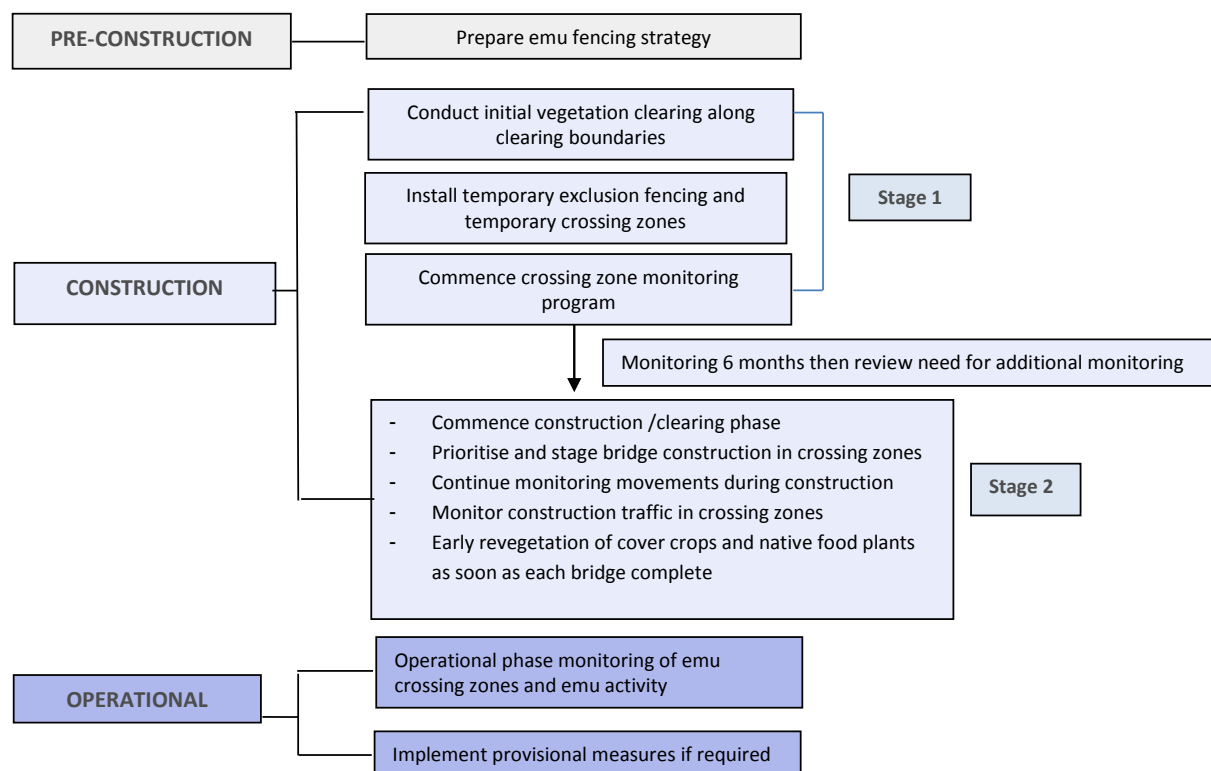 PRE-CONSTRUCTION
Prepare emu fencing strategy
Conduct initial vegetation clearing along
clearing boundaries
Install temporary exclusion fencing and
temporary crossing zones
Stage 1
CONSTRUCTION
Commence crossing zone monitoring
program
Monitoring 6 months then review need for additional monitoring
- Commence construction /clearing phase
- Prioritise and stage bridge construction in crossing zones
- Continue monitoring movements during construction
- Monitor construction traffic in crossing zones
- Early revegetation of cover crops and native food plants
as soon as each bridge complete
Stage 2
OPERATIONAL
Operational phase monitoring of emu
crossing zones and emu activity
Implement provisional measures if required